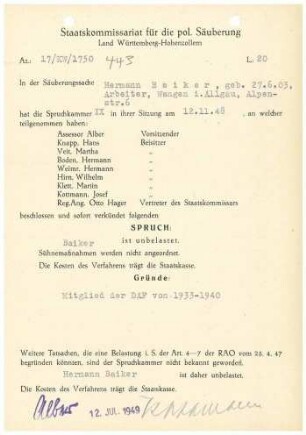 Staatskommissariat für die pol. Säuberung
Land Württemberg-Hohenzollern
Az.: 17/XV/1750 443 L 20
In der Säuberungssache Hermann Beiker, geb. 27.6.03,
Arbeiter, Wangen i.Allgäu, Alpen-
str.6
hat die Spruchkammer IX in ihrer Sitzung am 12.11.48 , an welcher
teilgenommen haben:
Assessor Alber Vorsitzender
Knapp, Hans Beisitzer
Veit, Martha "
Boden, Hermann "
Weimr, Hermann "
Hirn, Wilhelm "
Klett, Martin "
Kottmann, Josef "
Reg.Ang. Otto Hager Vertreter des Staatskommissars
beschlossen und sofort verkündet folgenden
SPRUCH:
Baiker
ist unbelastet.
Sühnemaßnahmen werden nicht angeordnet.
Die Kosten des Verfahrens trägt die Staatskasse.
Gründe:
Mitglied der DAF von 1933-1940
Weitere Tatsachen, die eine Belastung i. S. der Art. 4-7 der RAO vom 25. 4. 47
begründen können, sind der Spruchkammer nicht bekannt geworden.
Hermann Baiker ist daher unbelastet.
Die Kosten des Verfahrens trägt die Staatskasse.
Alber 12. JUL. 1949